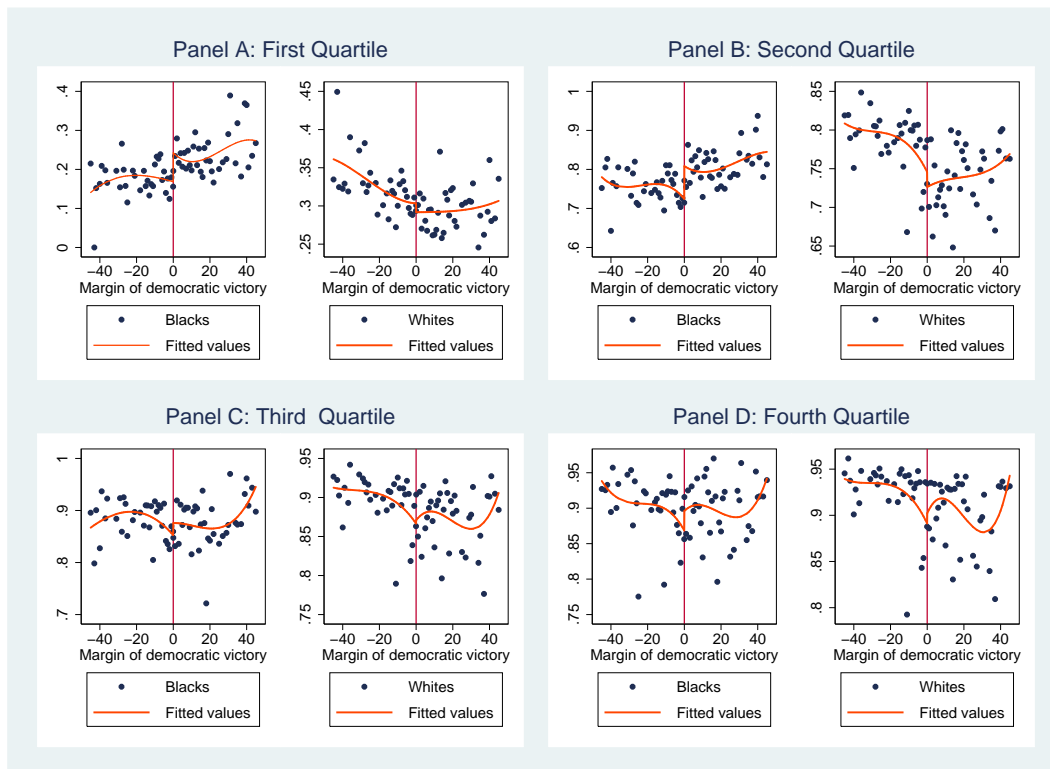 Panel A: First Quartile
0 .1 .2 .3 .4
−40 −20 0 20 40
Margin of democratic victory
Blacks
Fitted values
.25 .3 .35 .4 .45
−40 −20 0 20 40
Margin of democratic victory
Whites
Fitted values
Panel B: Second Quartile
.6 .7 .8 .9 1
−40 −20 0 20 40
Margin of democratic victory
Blacks
Fitted values
.65 .7 .75 .8 .85
−40 −20 0 20 40
Margin of democratic victory
Whites
Fitted values
Panel C: Third Quartile
.7 .8 .9 1
−40 −20 0 20 40
Margin of democratic victory
Blacks
Fitted values
.75 .8 .85 .9 .95
−40 −20 0 20 40
Margin of democratic victory
Whites
Fitted values
Panel D: Fourth Quartile
.75 .8 .85 .9 .95
−40 −20 0 20 40
Margin of democratic victory
Blacks
Fitted values
.8 .85 .9 .95
−40 −20 0 20 40
Margin of democratic victory
Whites
Fitted values